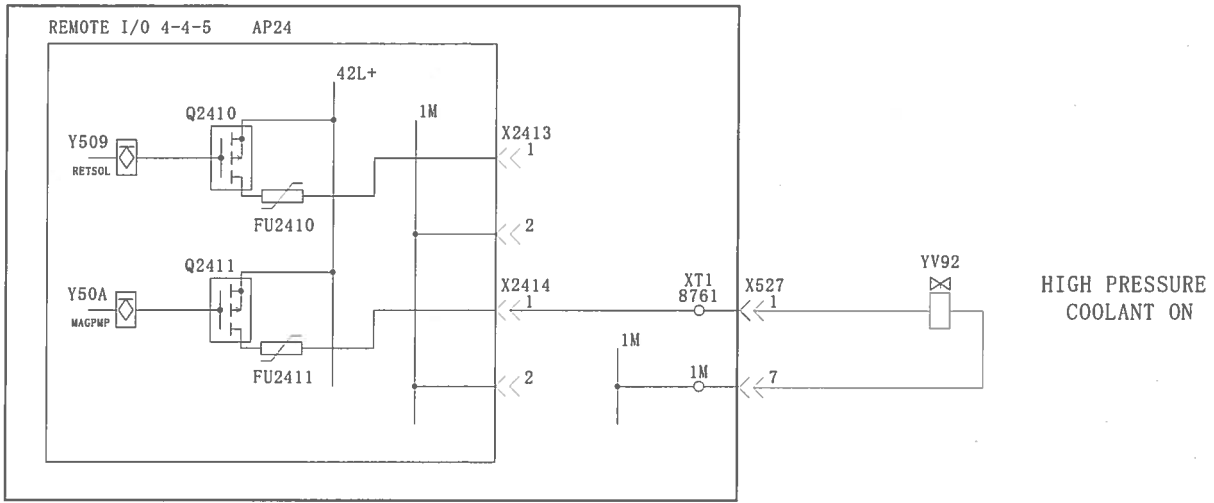 REMOTE I/O 4-4-5 AP24
42L+
Q2410
1M
X2413
Y509
1
RETSOL
FU2410
2
Q2411
X2414
XT1
X527
YV92
HIGH PRESSURE
COOLANT ON
Y50A
1
8761
1
MAGPMP
FU2411
1M
2
1M
7